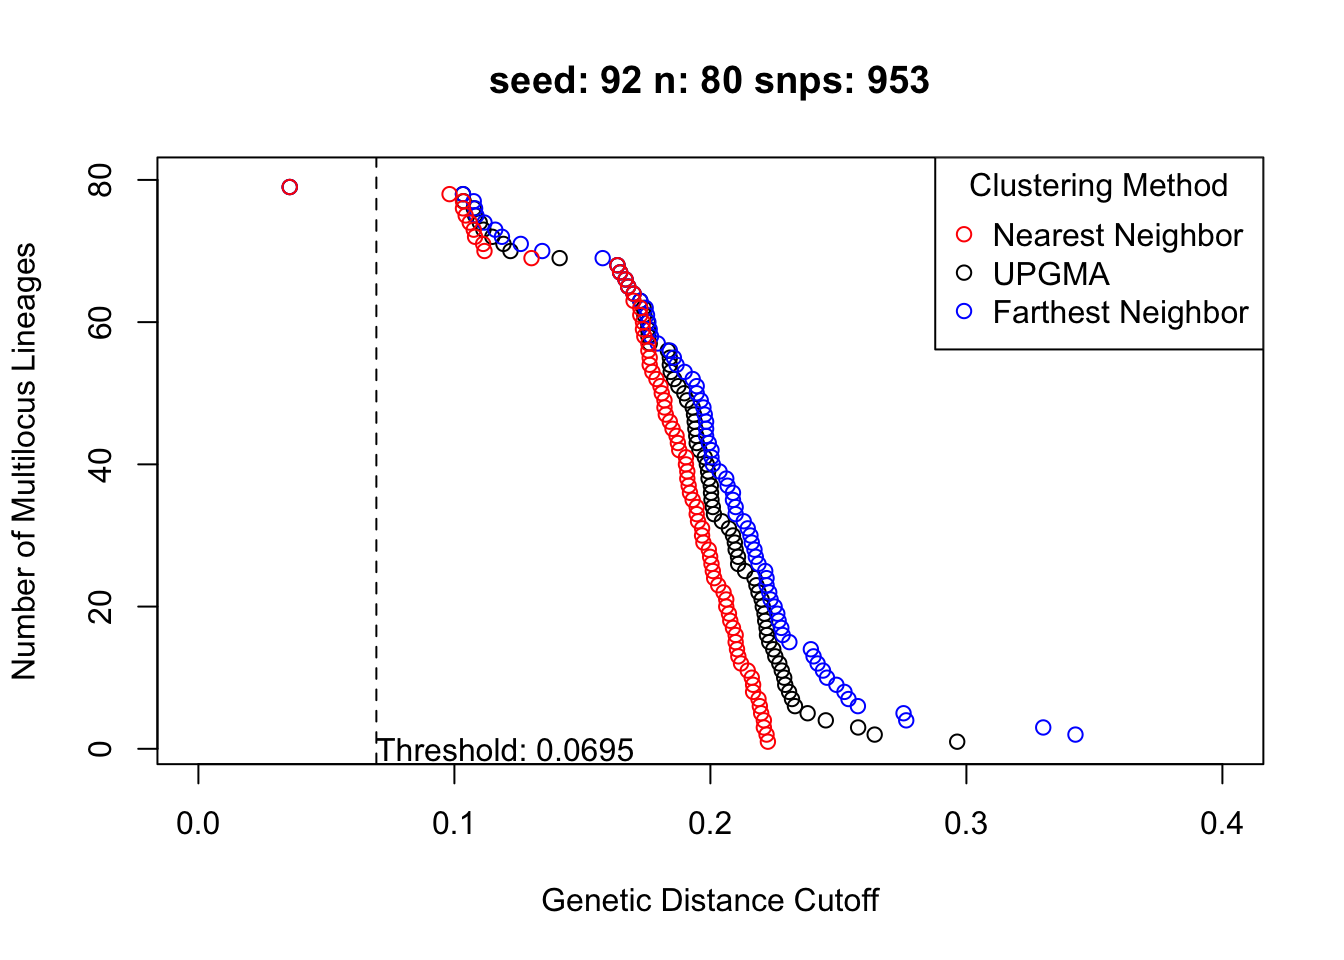 seed: 92 n: 80 snps: 953
Clustering Method
Nearest Neighbor
UPGMA
Farthest Neighbor
Number of Multilocus Lineages
80
60
40
20
0
Threshold: 0.0695
0.0 0.1 0.2 0.3 0.4
Genetic Distance Cutoff